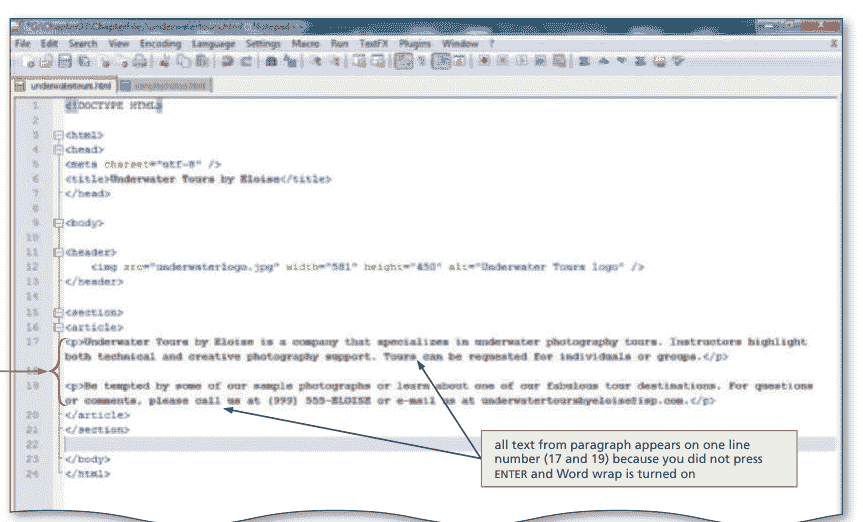 File Edit Search View Encoding Language Settings Macro Run TextFX Plugins Window ? X
underwatertours.html
1 <!DOCTYPE HTML>
2
3 <html>
4 <head>
5 <meta charset="utf-8" />
6 <title>Underwater Tours by Eloise</title>
7 </head>
8
9 <body>
10
11 <header>
12 <img src="underwaterlogo.jpg" width="581" height="450" alt="Underwater Tours logo" />
13 </header>
14
15 <section>
16 <article>
17 <p>Underwater Tours by Eloise is a company that specializes in underwater photography tours. Instructors highlight
both technical and creative photography support. Tours can be requested for individuals or groups.</p>
18
19 <p>Be tempted by some of our sample photographs or learn about one of our fabulous tour destinations. For questions
or comments, please call us at (999) 555-ELOISE or e-mail us at underwatertoursbyeloise@isp.com.</p>
20 </article>
21 </section>
22
23 </body>
24 </html>
all text from paragraph appears on one line
number (17 and 19) because you did not press
ENTER and Word wrap is turned on